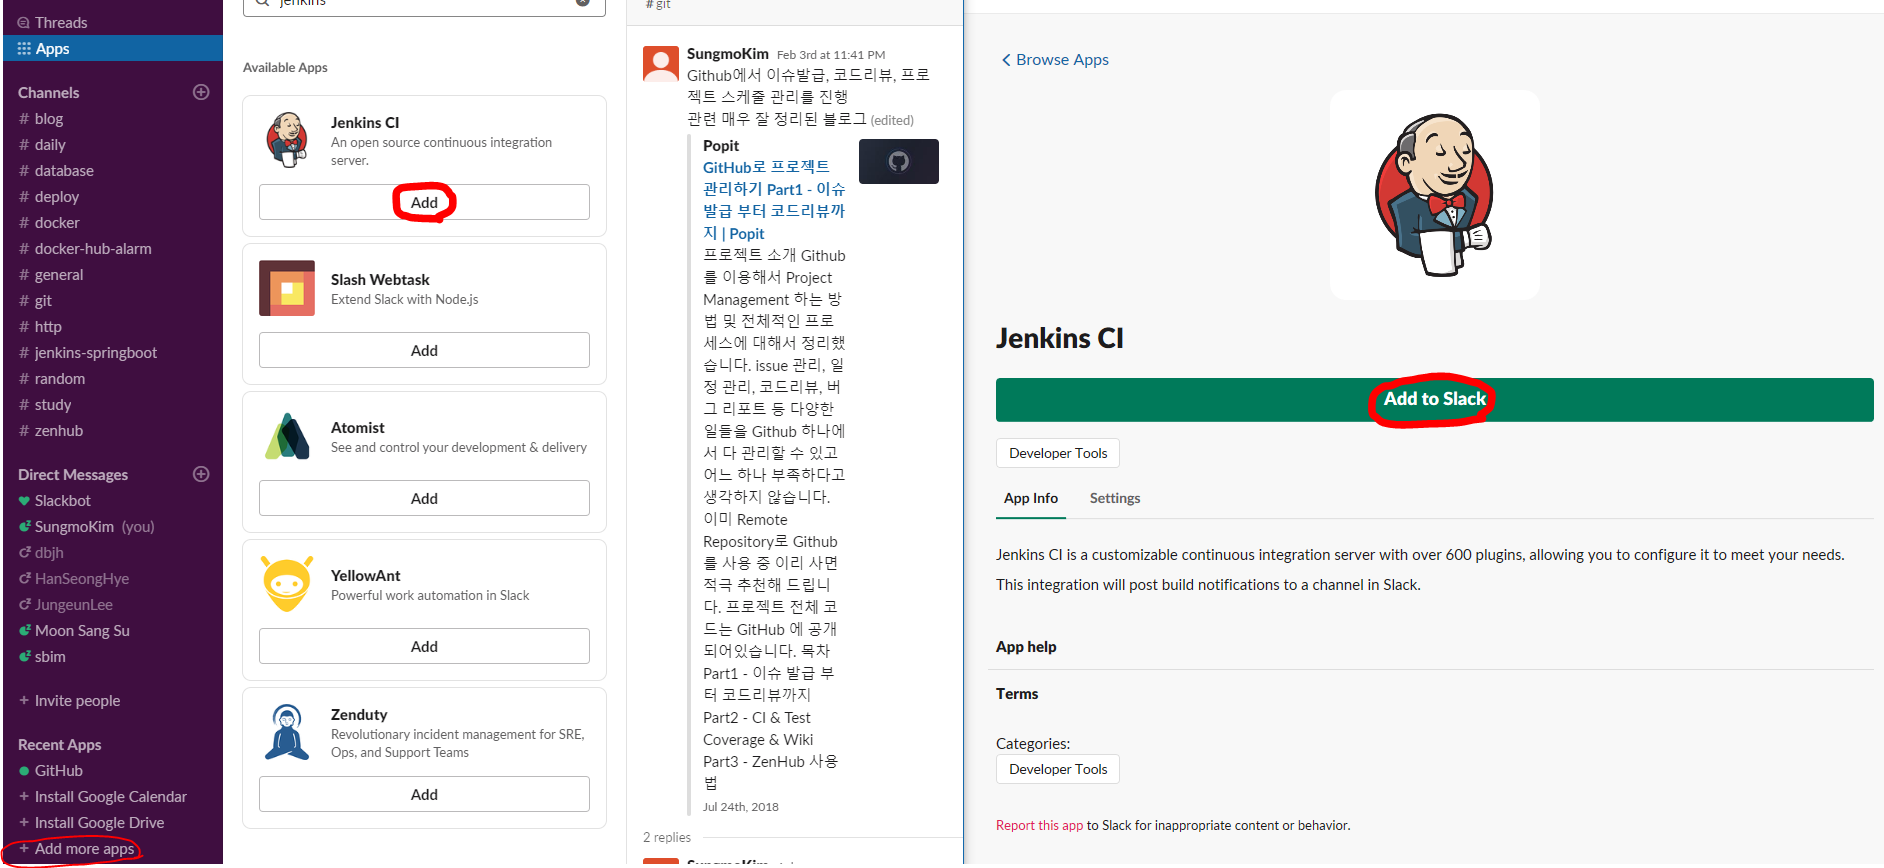 Threads
Apps
Channels
# blog
# daily
# database
# deploy
# docker
# docker-hub-alarm
# general
# git
# http
# jenkins-springboot
# random
# study
# zenhub
Direct Messages
Slackbot
SungmoKim (you)
dbjh
HanSeongHye
JungeunLee
Moon Sang Su
sbim
+ Invite people
Recent Apps
GitHub
+ Install Google Calendar
+ Install Google Drive
+ Add more apps
jenkins
Available Apps
Jenkins CI
An open source continuous integration
server.
Add
Slash Webtask
Extend Slack with Node.js
Add
Atomist
See and control your development & delivery
Add
YellowAnt
Powerful work automation in Slack
Add
Zenduty
Revolutionary incident management for SRE,
Ops, and Support Teams
Add
# git
SungmoKim Feb 3rd at 11:41 PM
Github에서 이슈발급, 코드리뷰, 프로
젝트 스케줄 관리를 진행
관련 매우 잘 정리된 블로그 (edited)
Popit
GitHub로 프로젝트
관리하기 Part1 - 이슈
발급 부터 코드리뷰까
지 | Popit
프로젝트 소개 Github
를 이용해서 Project
Management 하는 방
법 및 전체적인 프로
세스에 대해서 정리했
습니다. issue 관리, 일
정 관리, 코드리뷰, 버
그 리포트 등 다양한
일들을 Github 하나에
서 다 관리할 수 있고
어느 하나 부족하다고
생각하지 않습니다.
이미 Remote
Repository로 Github
를 사용 중 이리 사면
적극 추천해 드립니
다. 프로젝트 전체 코
드는 GitHub 에 공개
되어있습니다. 목차
Part1 - 이슈 발급 부
터 코드리뷰까지
Part2 - CI & Test
Coverage & Wiki
Part3 - ZenHub 사용
법
Jul 24th, 2018
2 replies
SungmoKim
Browse Apps
Jenkins CI
Add to Slack
Developer Tools
App Info Settings
Jenkins CI is a customizable continuous integration server with over 600 plugins, allowing you to configure it to meet your needs.
This integration will post build notifications to a channel in Slack.
App help
Terms
Categories:
Developer Tools
Report this app to Slack for inappropriate content or behavior.